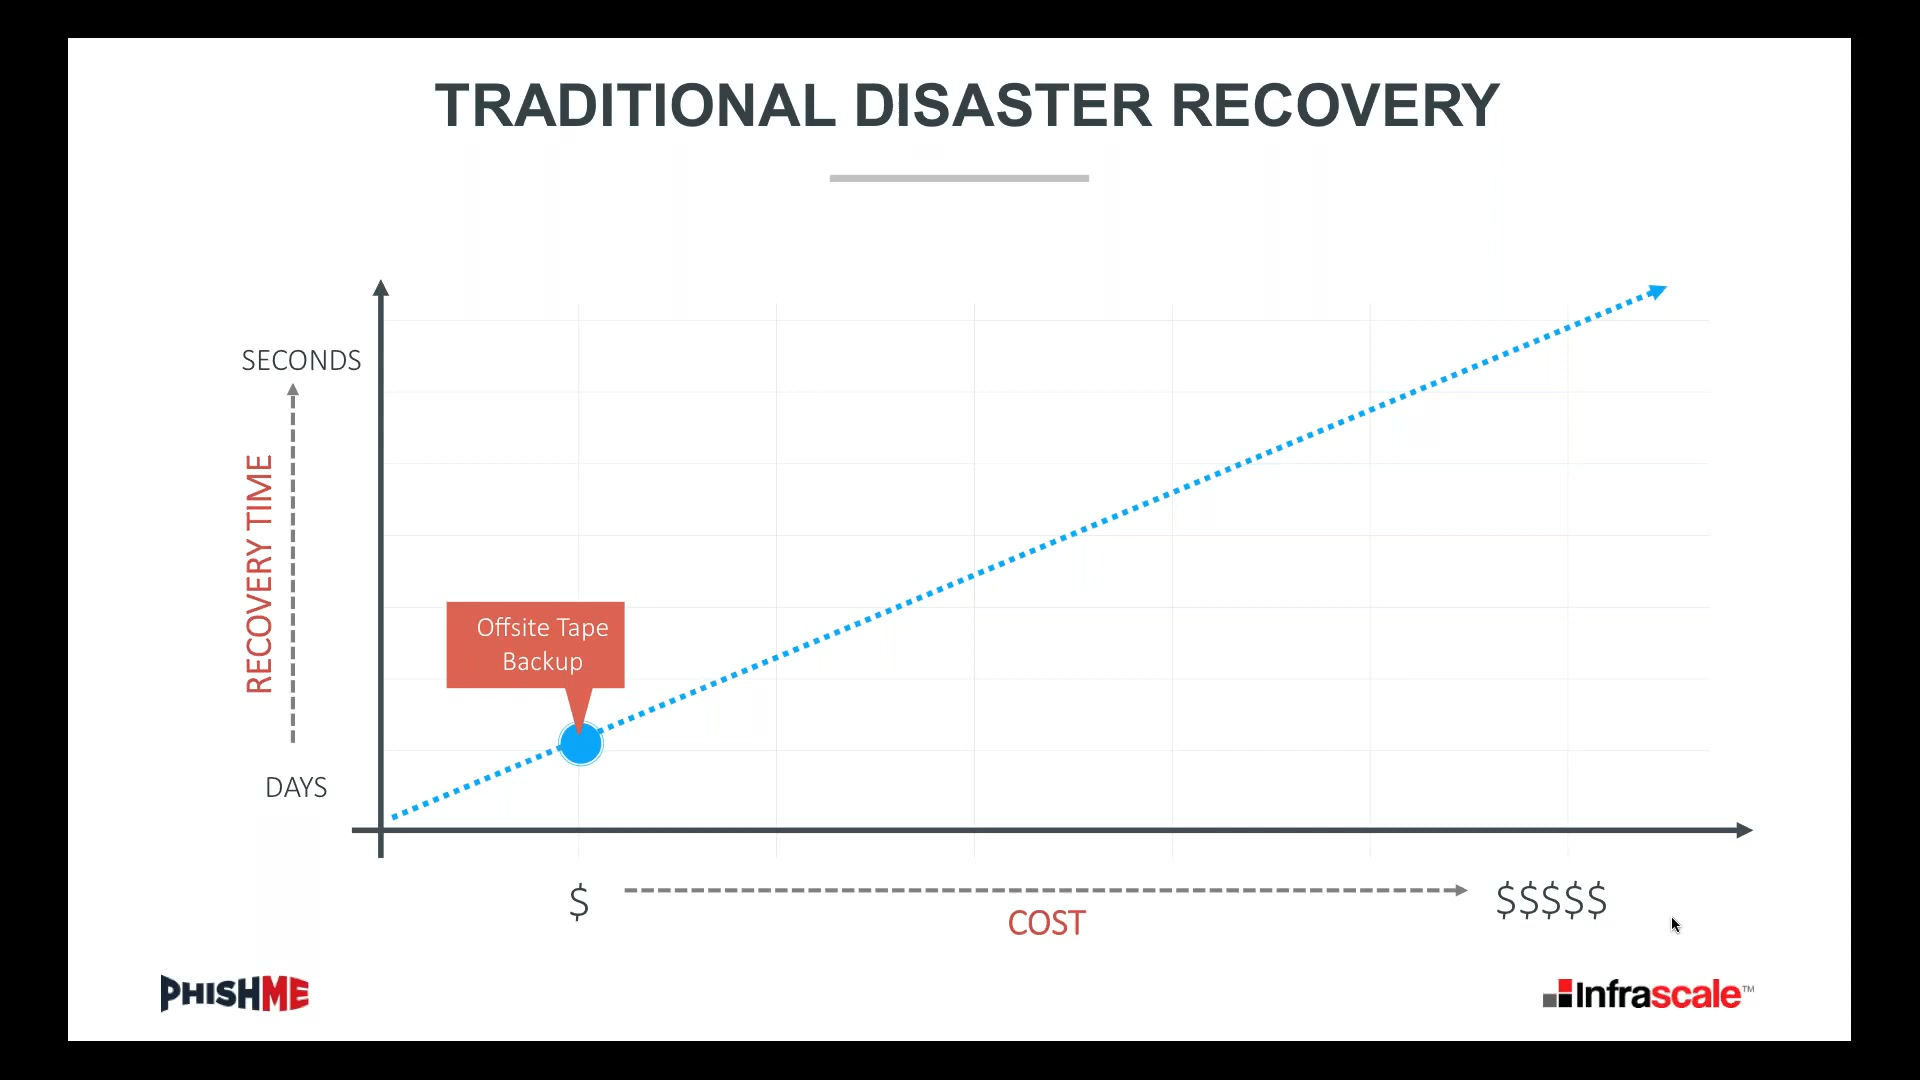 TRADITIONAL DISASTER RECOVERY
SECONDS
RECOVERY TIME
Offsite Tape
Backup
DAYS
$
$$$$$
COST
PHISHME
Infrascale™